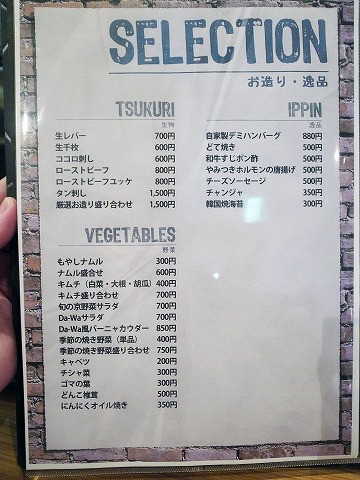 SELECTION
お造り・逸品
TSUKURI
生物
生レバー 700円
生千枚 600円
ココロ刺し 600円
ローストビーフ 800円
ローストビーフユッケ 800円
タン刺し 1,500円
厳選お造り盛り合わせ 1,500円
IPPIN
逸品
自家製デミハンバーグ 880円
どて焼き 500円
和牛すじポン酢 500円
やみつきホルモンの唐揚げ 500円
チーズソーセージ 500円
チャンジャ 350円
韓国焼海苔 300円
VEGETABLES
野菜
もやしナムル 300円
ナムル盛合せ 600円
キムチ（白菜・大根・胡瓜）400円
キムチ盛り合わせ 700円
旬の京野菜サラダ 700円
Da-Waサラダ 700円
Da-Wa風バーニャカウダー 850円
季節の焼き野菜（単品） 400円
季節の焼き野菜盛り合わせ 750円
キャベツ 200円
チシャ菜 300円
ゴマの葉 300円
どんこ椎茸 500円
にんにくオイル焼き 350円